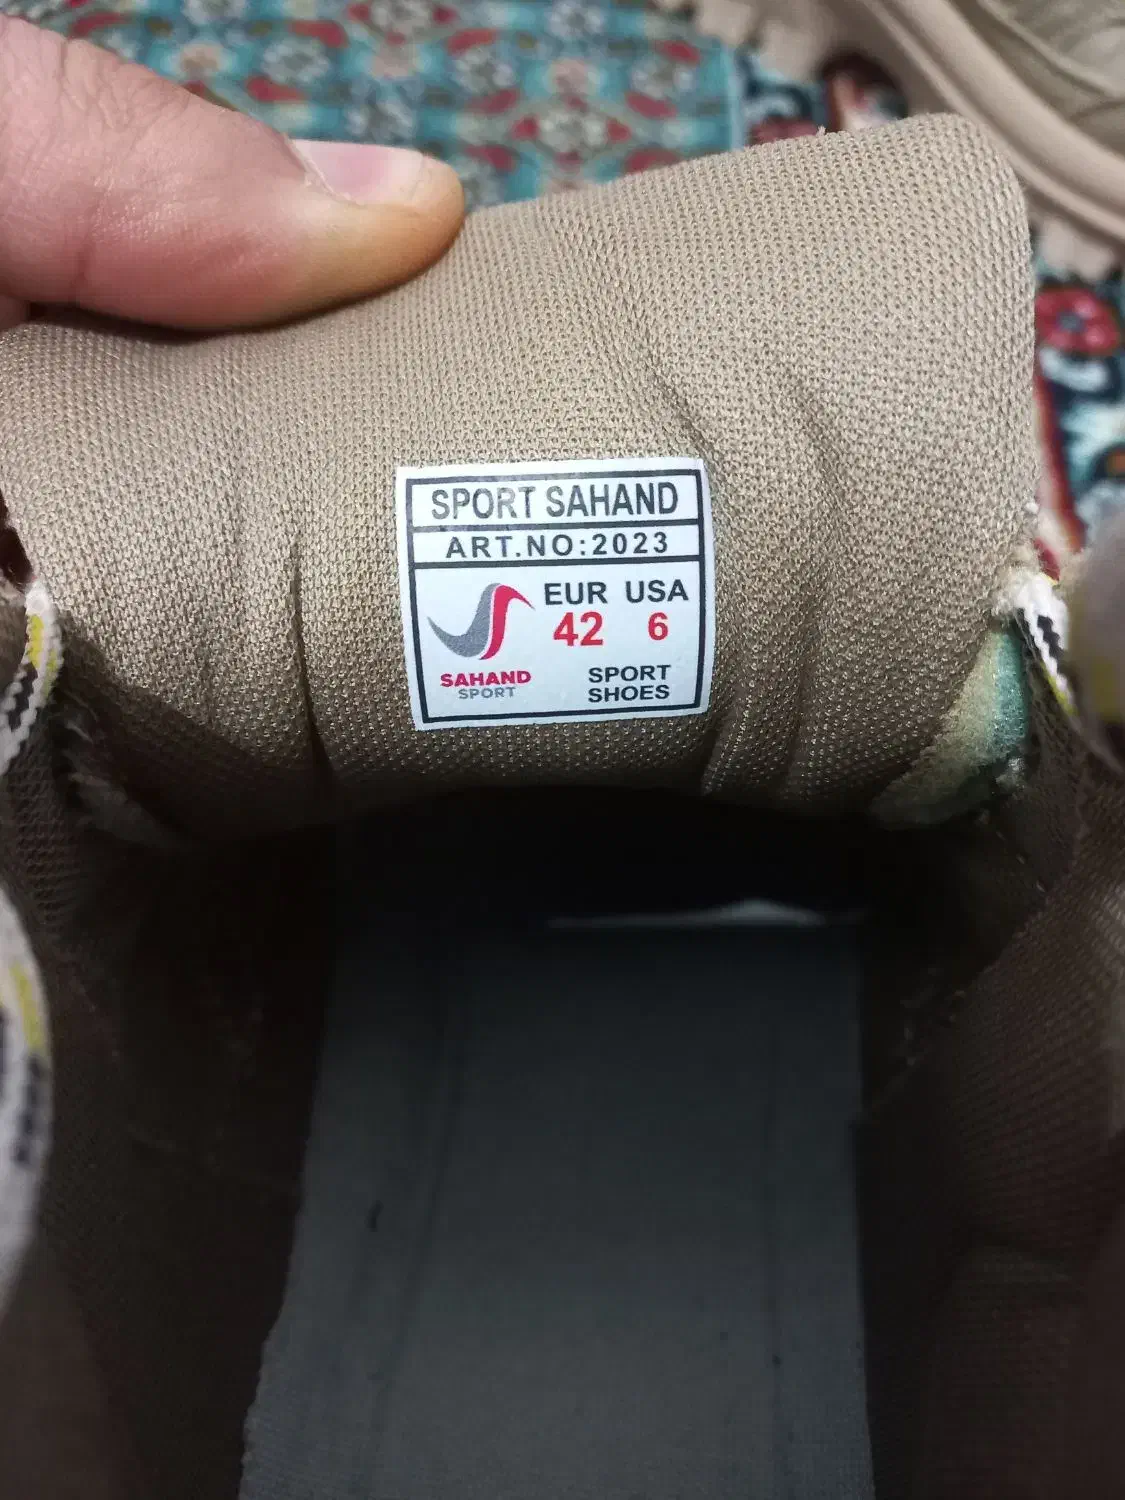 SPORT SAHAND
ART.NO:2023
EUR USA
42 6
SAHAND
SPORT
SPORT
SHOES